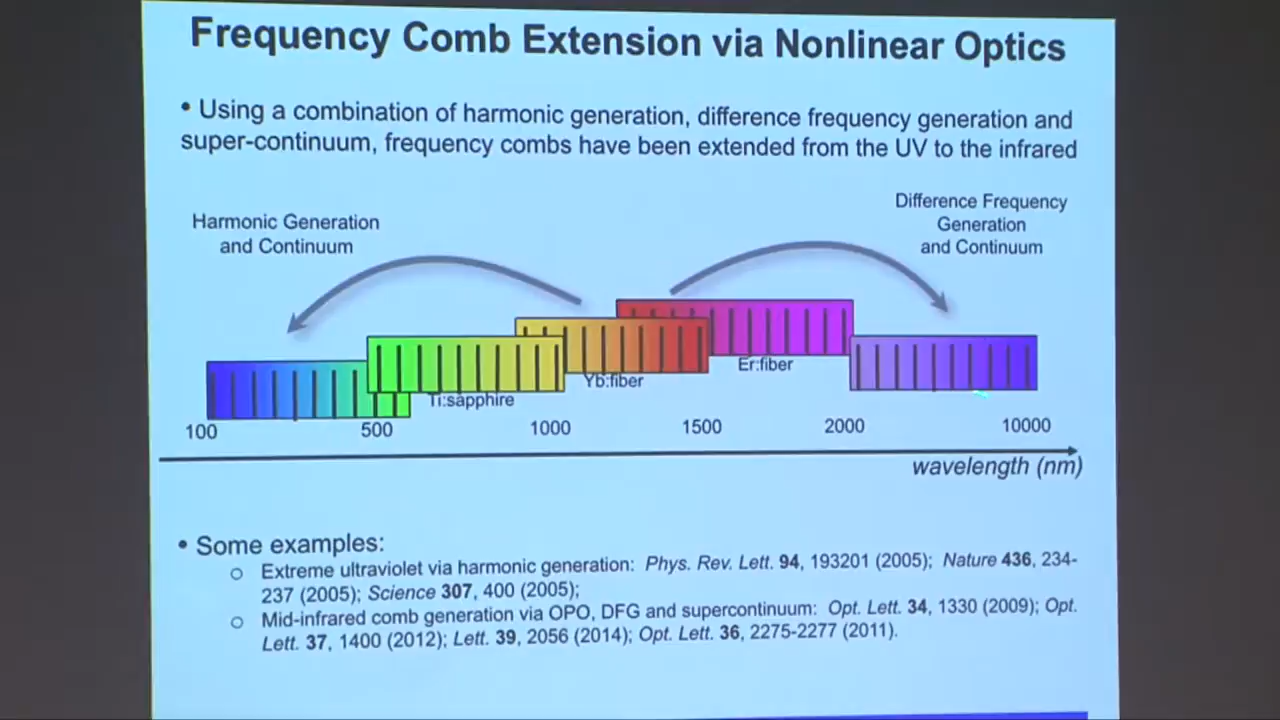 Frequency Comb Extension via Nonlinear Optics
• Using a combination of harmonic generation, difference frequency generation and
super-continuum, frequency combs have been extended from the UV to the infrared
Harmonic Generation
and Continuum
Difference Frequency
Generation
and Continuum
Ti:sapphire
Yb:fiber
Er:fiber
100 500 1000 1500 2000 10000
wavelength (nm)
• Some examples:
o Extreme ultraviolet via harmonic generation: Phys. Rev. Lett. 94, 193201 (2005); Nature 436, 234-
237 (2005); Science 307, 400 (2005);
o Mid-infrared comb generation via OPO, DFG and supercontinuum: Opt. Lett. 34, 1330 (2009); Opt.
Lett. 37, 1400 (2012); Lett. 39, 2056 (2014); Opt. Lett. 36, 2275-2277 (2011).